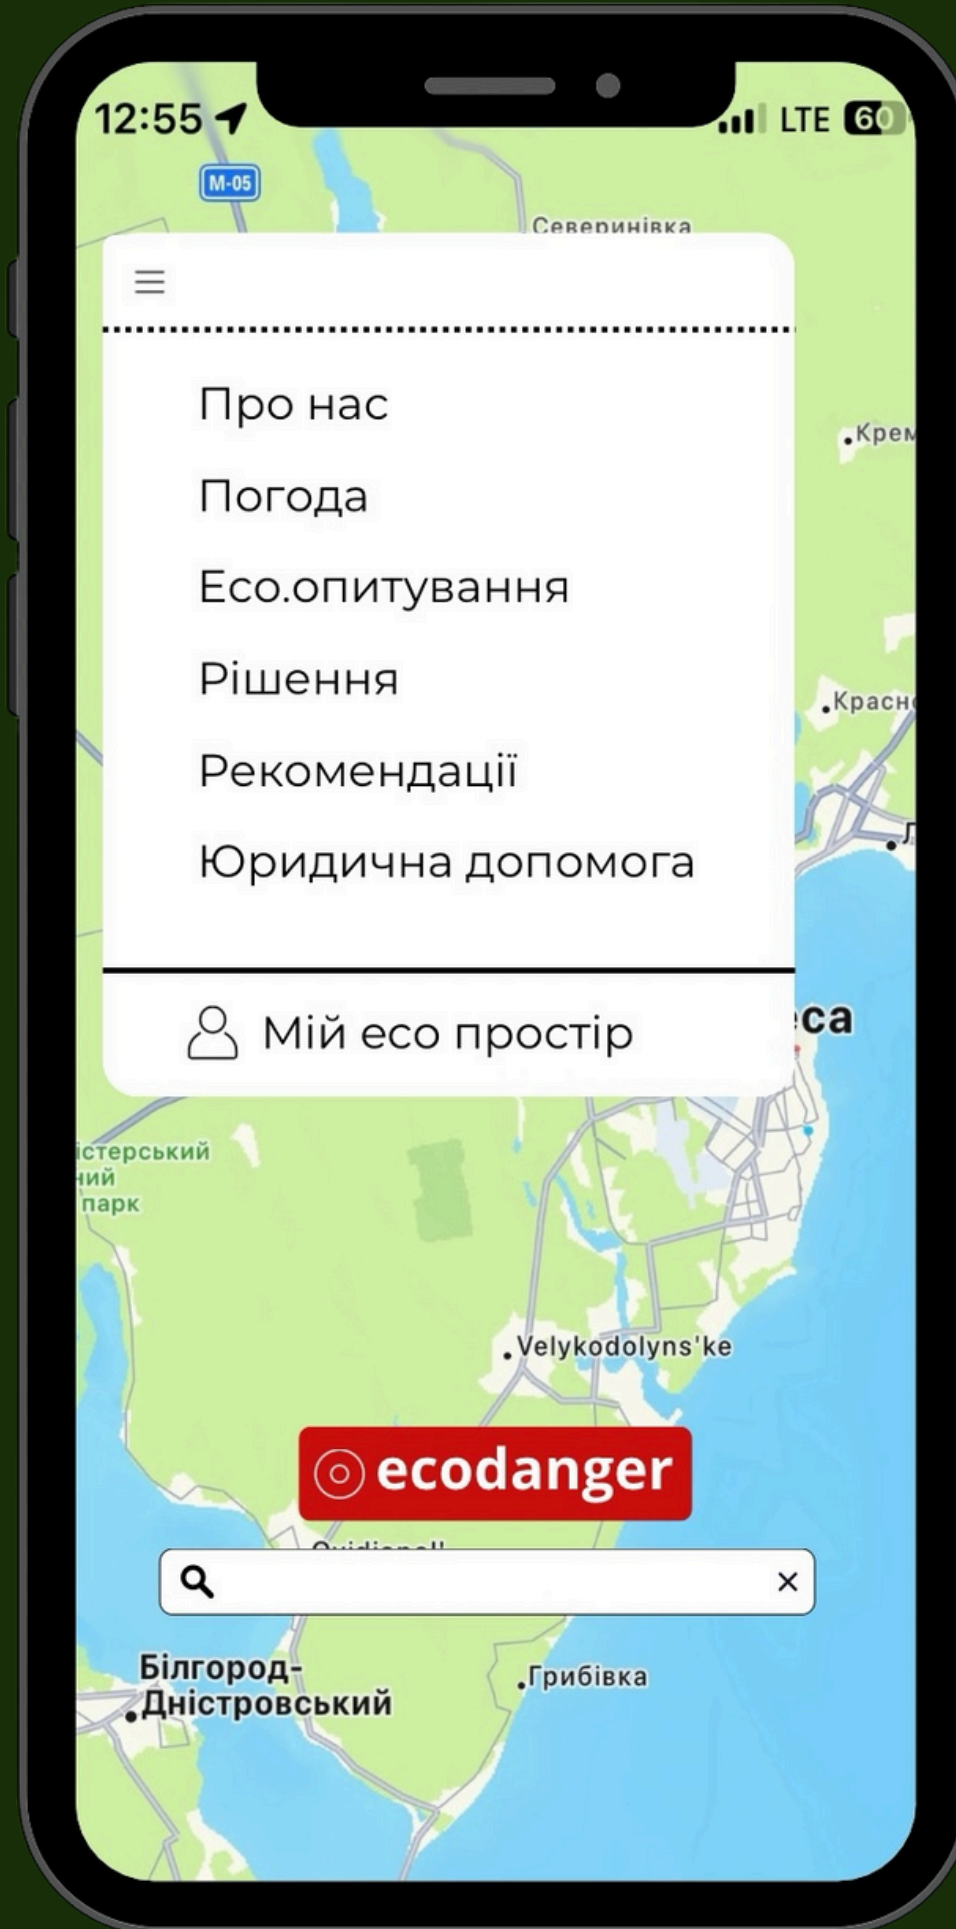 12:55
LTE 60
M-05
Северинівка
Про нас
Погода
Eco.опитування
Рішення
Рекомендації
Юридична допомога
Мій eco простір
парк
Velykodolyns'ke
ecodanger
Білгород-
Дністровський
Грибівка